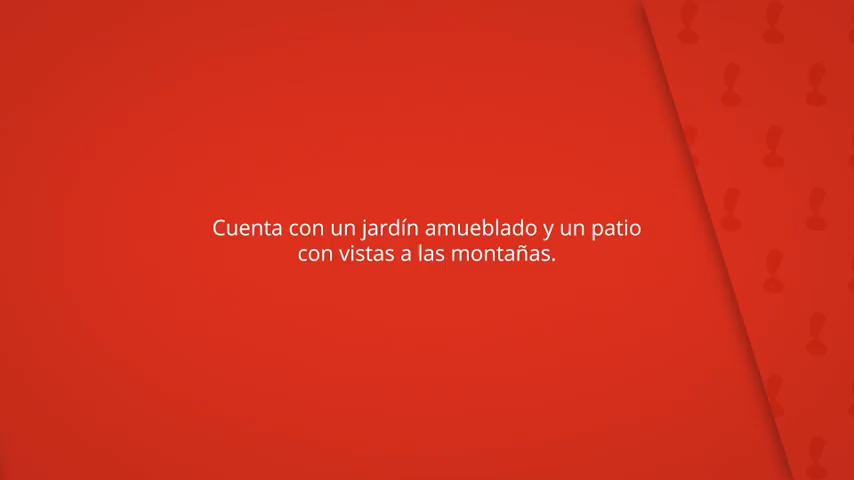 Cuenta con un jardín amueblado y un patio
con vistas a las montañas.